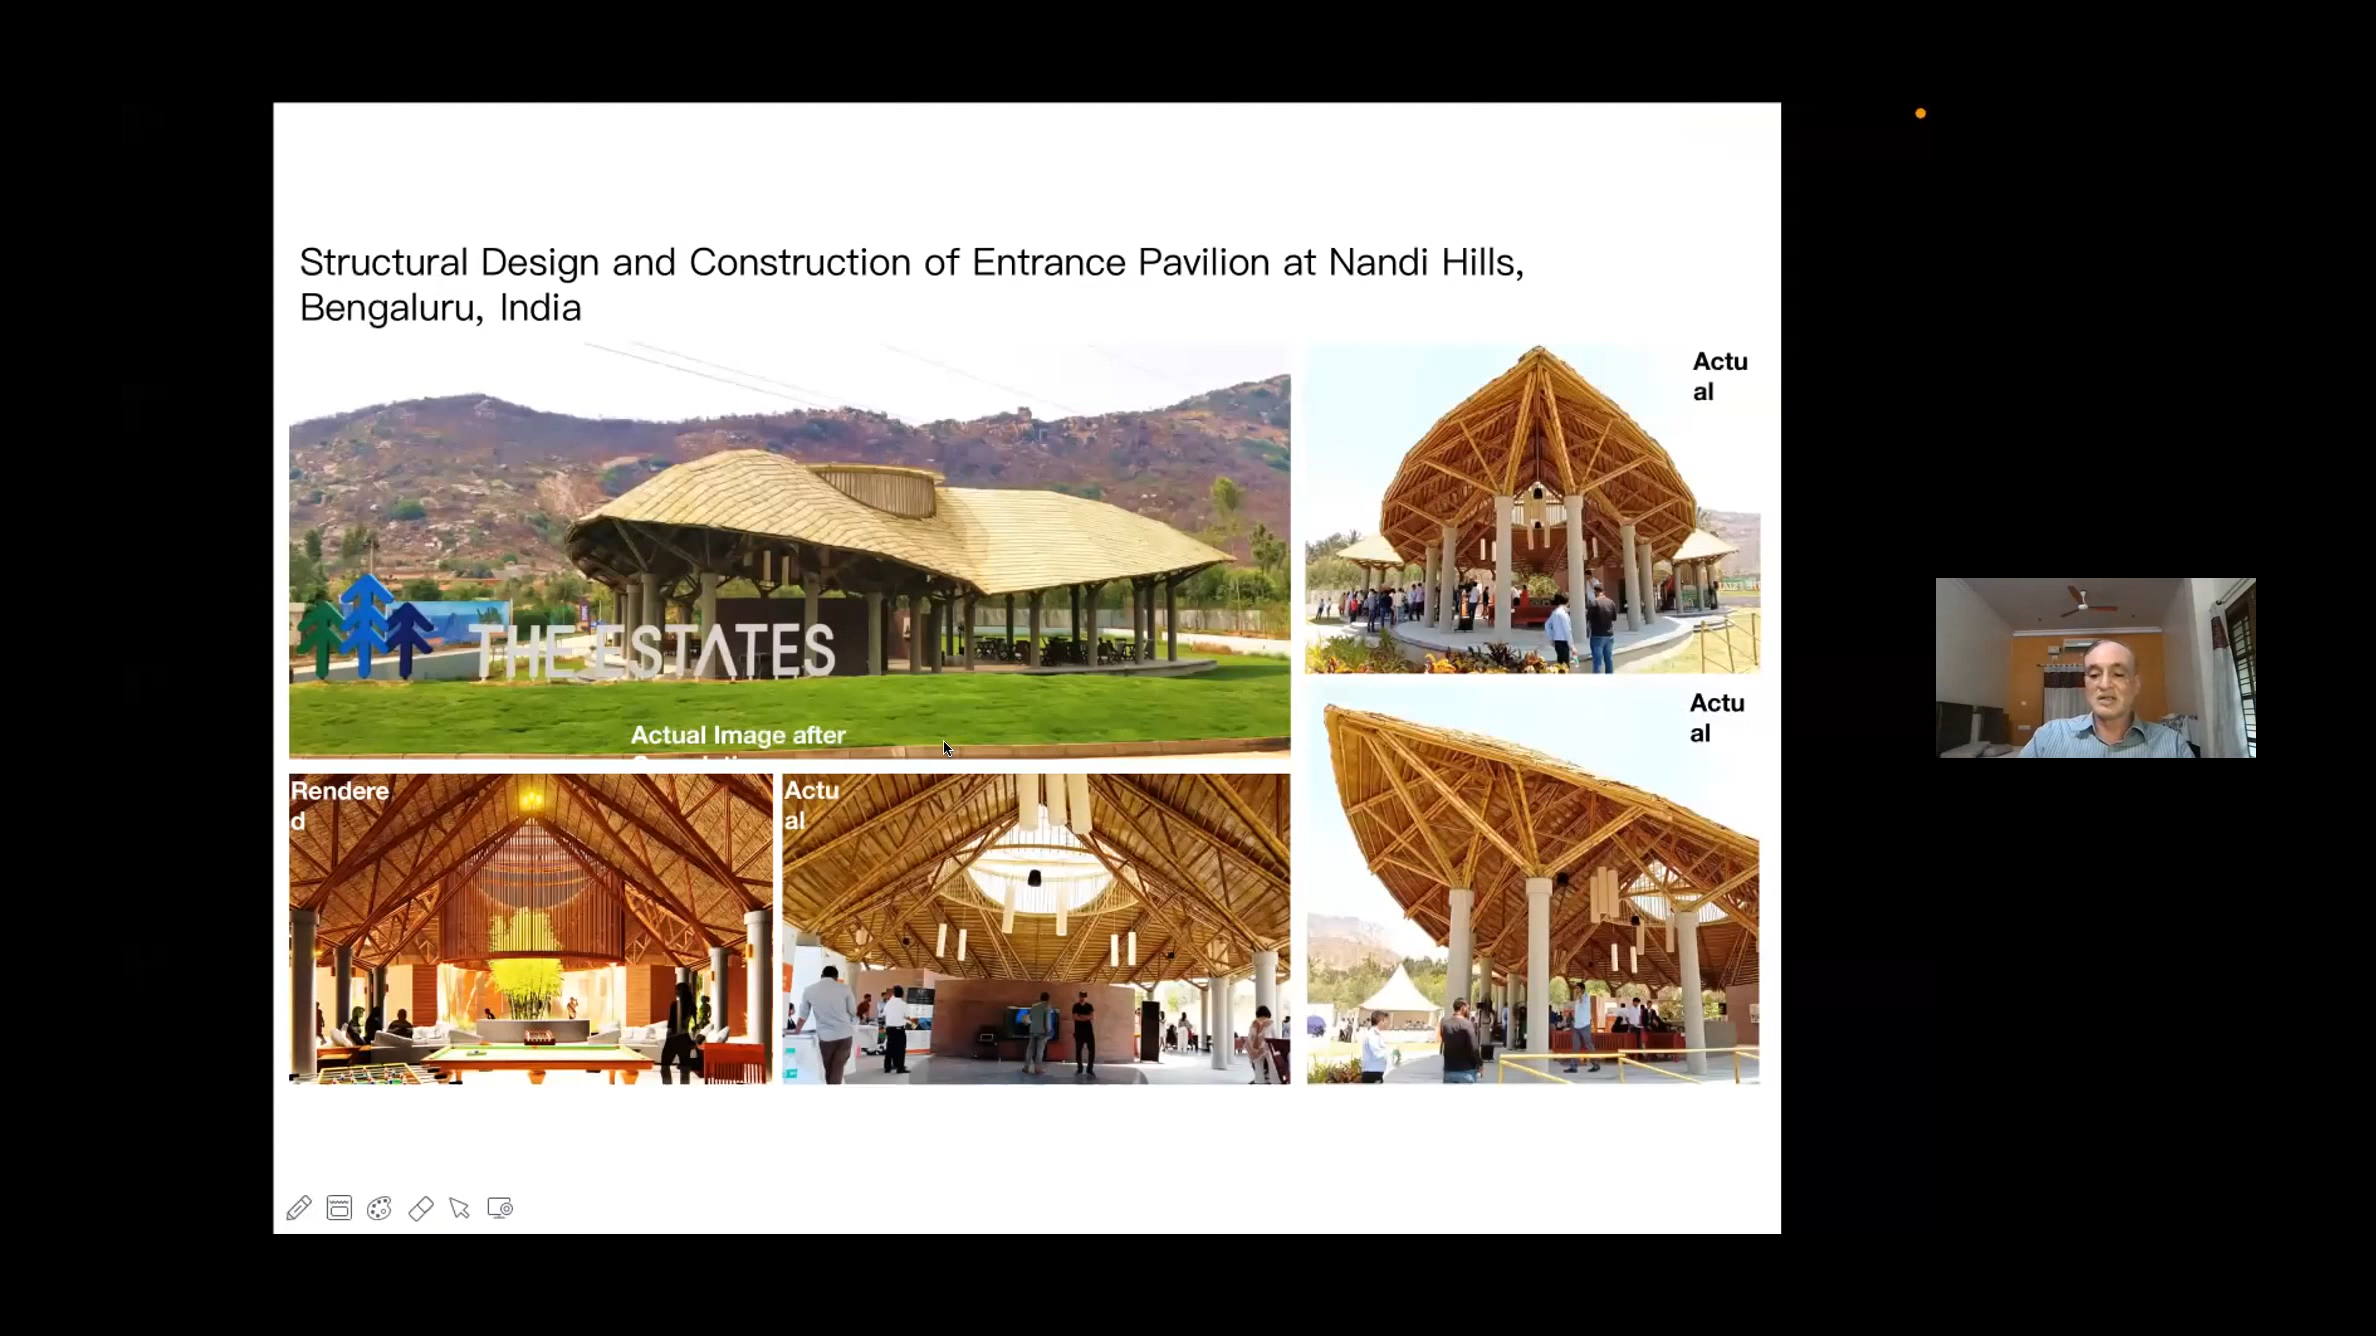 Structural Design and Construction of Entrance Pavilion at Nandi Hills,
Bengaluru, India
Actu
al
THE ESTATES
Actual Image after
Actu
al
Rendere
d
Actu
al